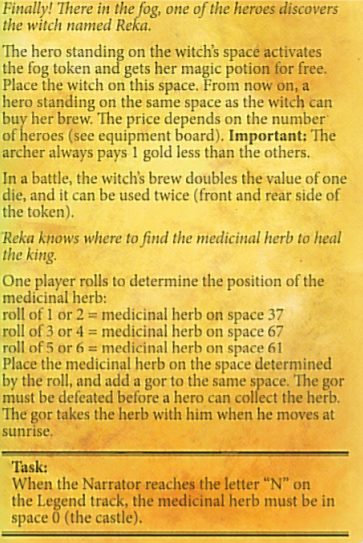 Finally! There in the fog, one of the heroes discovers
the witch named Reka.
The hero standing on the witch's space activates
the fog token and gets her magic potion for free.
Place the witch on this space. From now on, a
hero standing on the same space as the witch can
buy her brew. The price depends on the number
of heroes (see equipment board). Important: The
archer always pays 1 gold less than the others.
In a battle, the witch's brew doubles the value of one
die, and it can be used twice (front and rear side of
the token).
Reka knows where to find the medicinal herb to heal
the king.
One player rolls to determine the position of the
medicinal herb:
roll of 1 or 2 = medicinal herb on space 37
roll of 3 or 4 = medicinal herb on space 67
roll of 5 or 6 = medicinal herb on space 61
Place the medicinal herb on the space determined
by the roll, and add a gor to the same space. The gor
must be defeated before a hero can collect the herb.
The gor takes the herb with him when he moves at
sunrise.
Task:
When the Narrator reaches the letter “N” on
the Legend track, the medicinal herb must be in
space 0 (the castle).